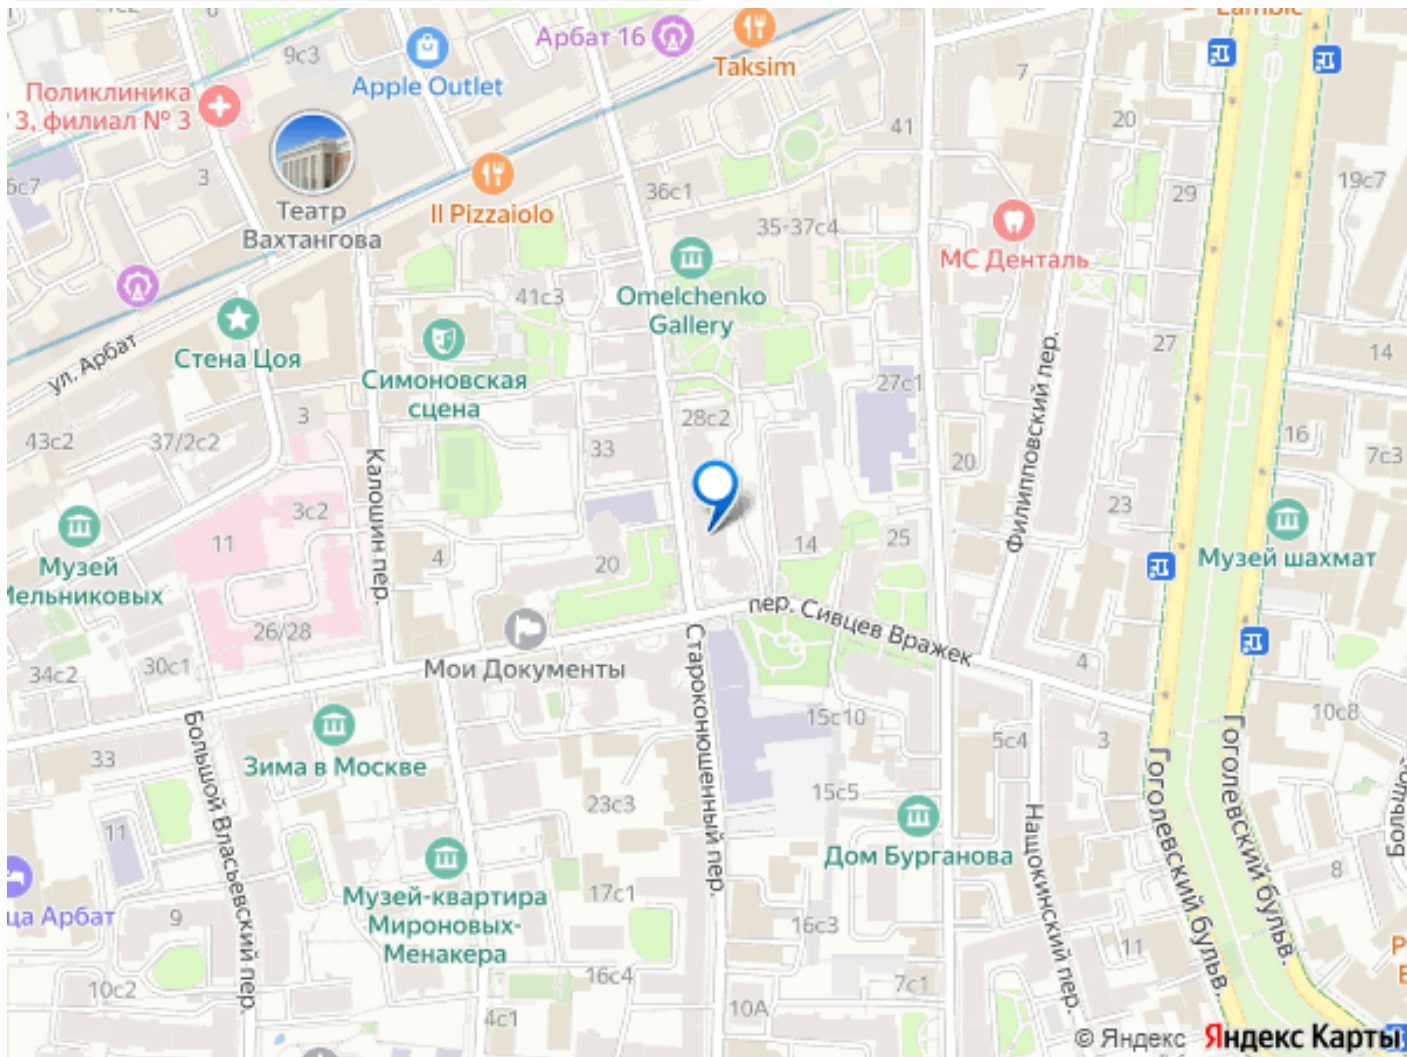 Lambic
9с3
Арбат 16
Taksim
Apple Outlet
7
Поликлиника
3, филиал № 3
20
41
3
6с7
29
19с7
36с1
Театр
Вахтангова
Il Pizzaiolo
35-37с4
МС Денталь
41с3
Omelchenko
Gallery
ул. Арбат
Стена Цоя
Симоновская
сцена
27
14
27с1
Филипповский пер.
3
28с2
43с2
37/2с2
33
16
7с3
20
Калошин пер.
3с2
23
11
Музей
Мельниковых
4
20
14
25
Музей шахмат
26/28
пер. Сивцев Вражек
30с1
34с2
Мои Документы
4
Староконюшенный пер.
15с10
10с8
33
Большой Власьевский пер.
Зима в Москве
5с4
3
Гоголевский бульв.
Гоголевский бульв.
23с3
15с5
11
Нащокинский пер.
Дом Бурганова
8
Музей-квартира
Мироновых-
Менакера
17с1
ца Арбат
9
16с3
11
10с2
16с4
7с1
4с1
10А
© Яндекс
Яндекс Карты